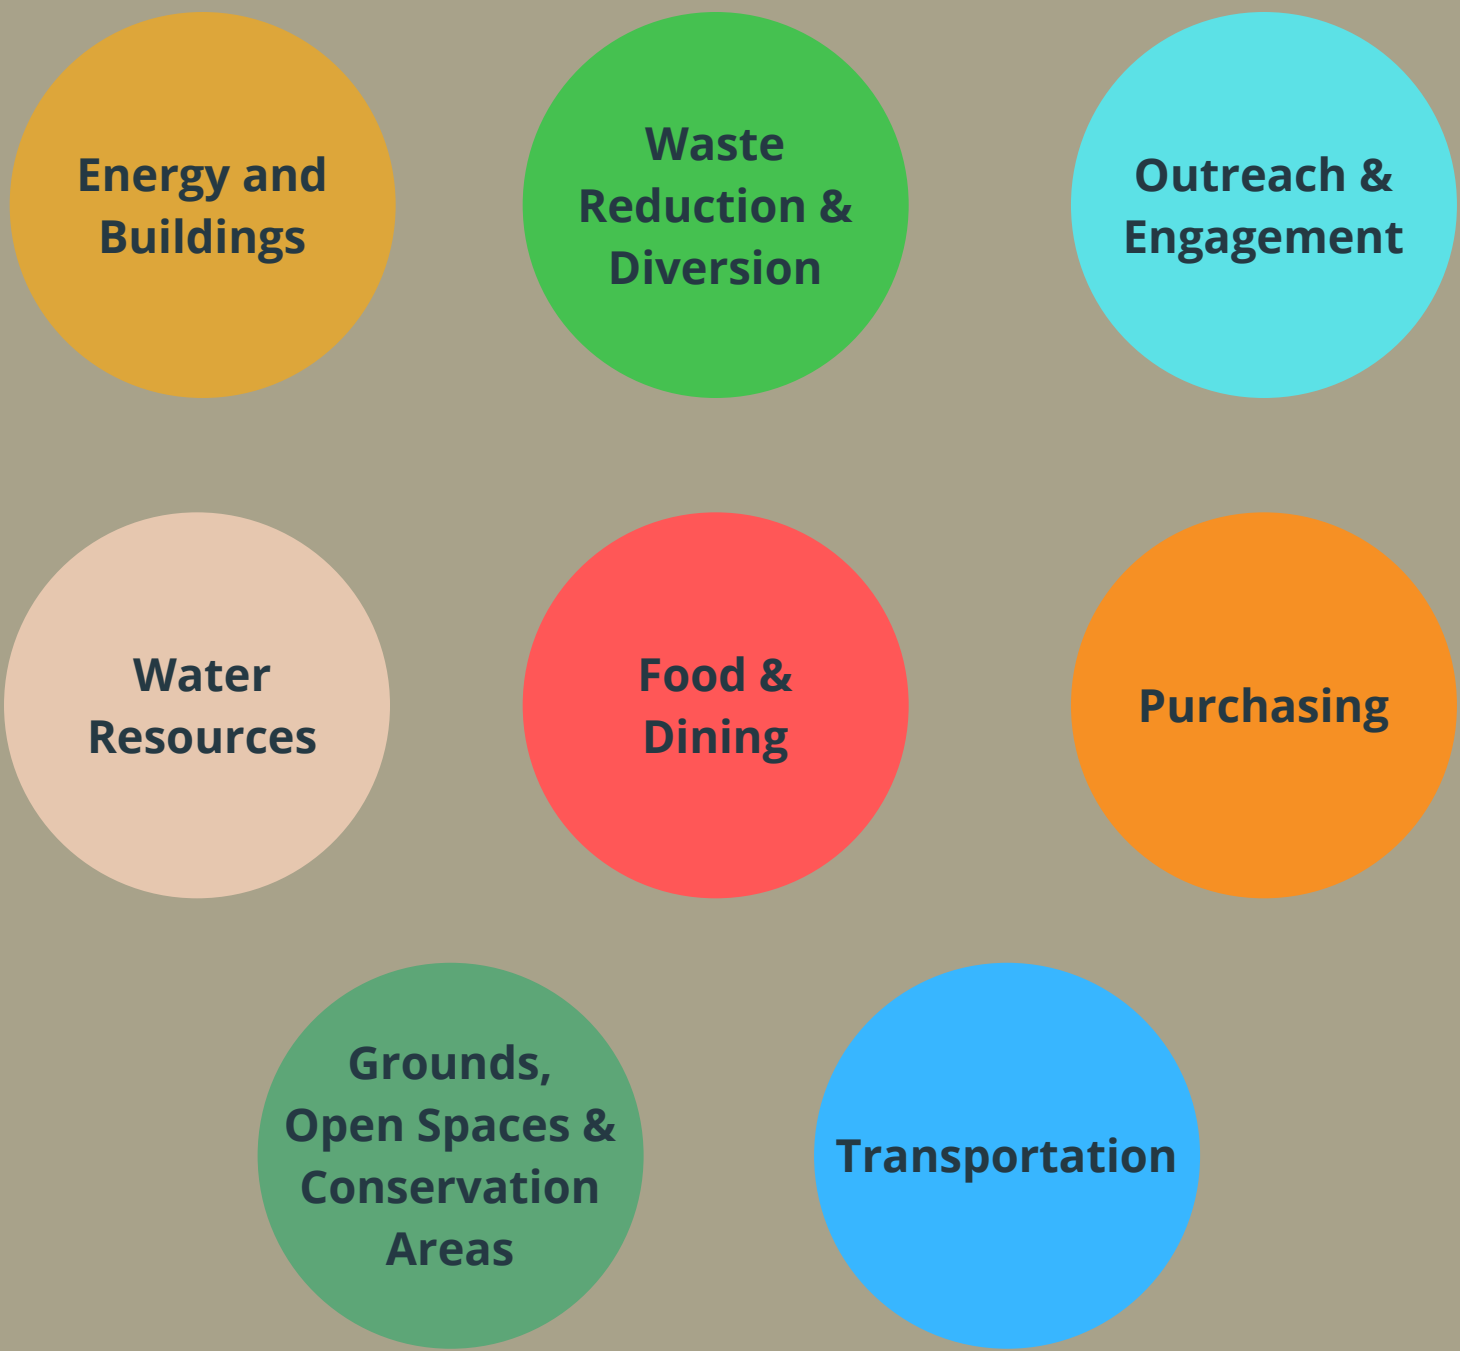 Energy and
Buildings
Waste
Reduction &
Diversion
Outreach &
Engagement
Water
Resources
Food &
Dining
Purchasing
Grounds,
Open Spaces &
Conservation
Areas
Transportation